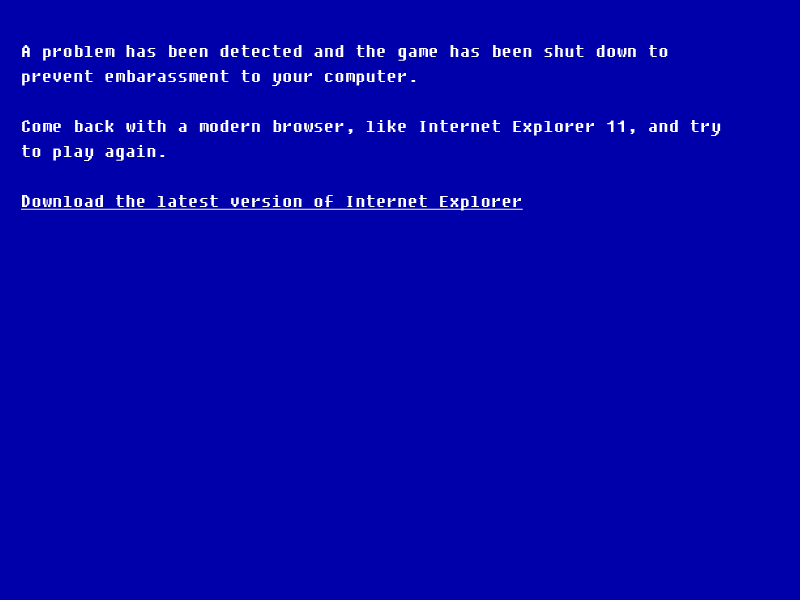 A problem has been detected and the game has been shut down to
prevent embarassment to your computer.
Come back with a modern browser, like Internet Explorer 11, and try
to play again.
Download the latest version of Internet Explorer